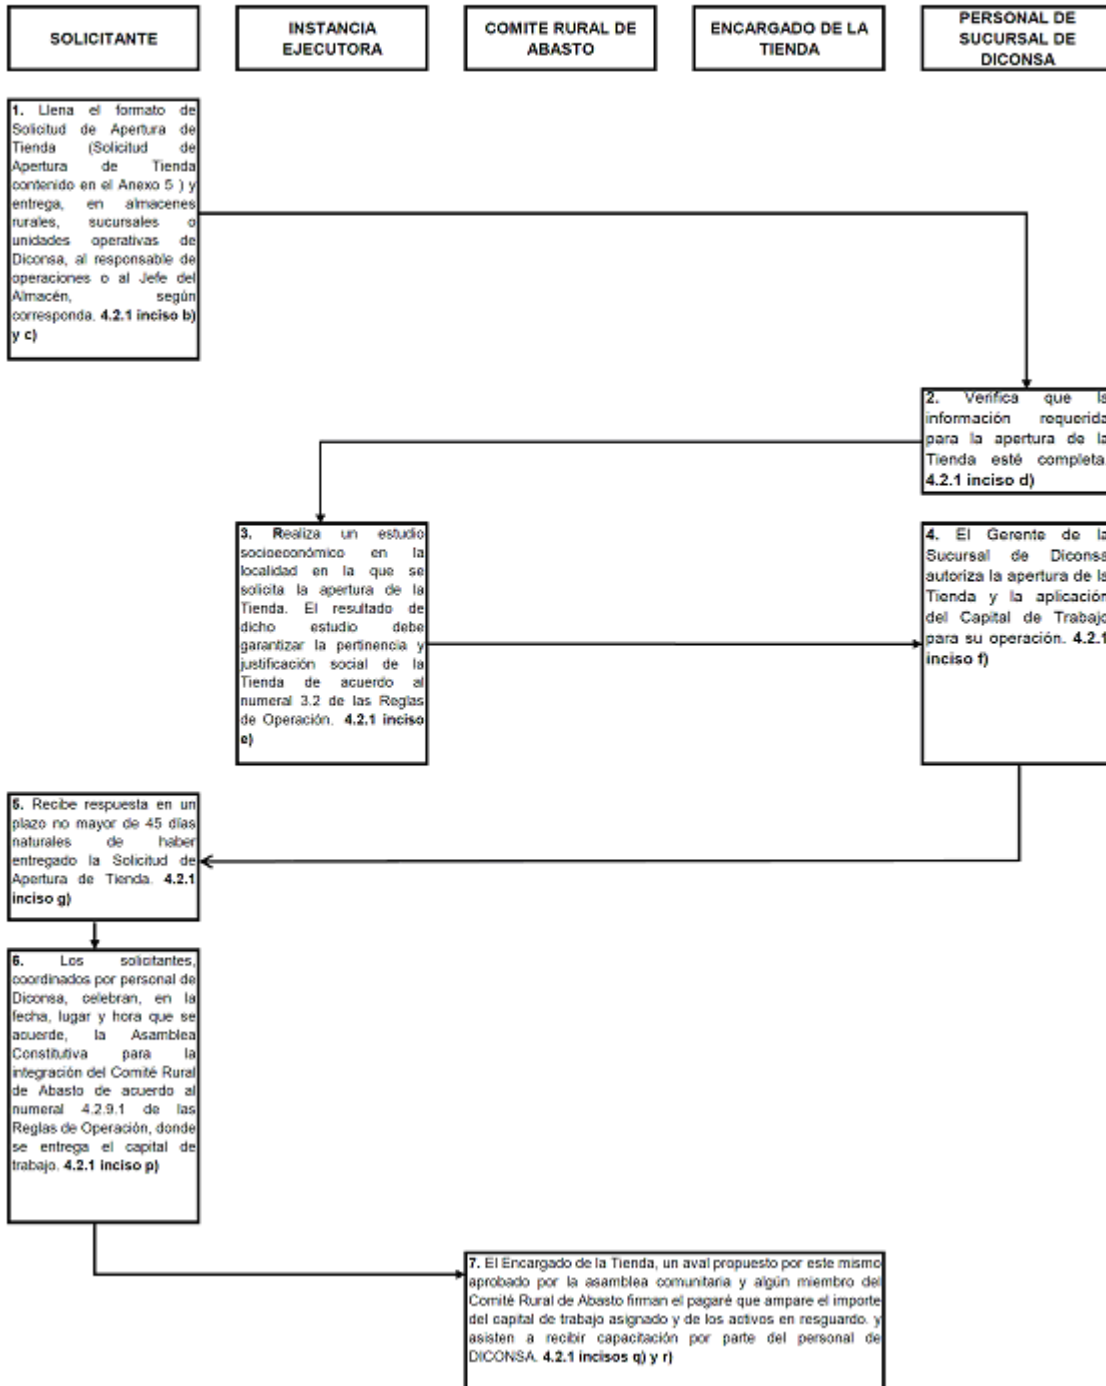 SOLICITANTE
INSTANCIA
EJECUTORA
COMITE RURAL DE
ABASTO
ENCARGADO DE LA
TIENDA
PERSONAL DE
SUCURSAL DE
DICONSA
1. Llena el formato de
Solicitud de Apertura de
Tienda (Solicitud de
Apertura de Tienda
contenido en el Anexo 5 ) y
entrega, en almacenes
rurales, sucursales o
unidades operativas de
Diconsa, al responsable de
operaciones o al Jefe del
Almacén, según
corresponda. 4.2.1 inciso b)
y c)
2. Verifica que la
información requerida
para la apertura de la
Tienda esté completa.
4.2.1 inciso d)
3. Realiza un estudio
socioeconómico en la
localidad en la que se
solicita la apertura de la
Tienda. El resultado de
dicho estudio debe
garantizar la pertinencia y
justificación social de la
Tienda de acuerdo al
numeral 3.2 de las Reglas
de Operación. 4.2.1 inciso
e)
4. El Gerente de la
Sucursal de Diconsa
autoriza la apertura de la
Tienda y la aplicación
del Capital de Trabajo
para su operación. 4.2.1
inciso f)
5. Recibe respuesta en un
plazo no mayor de 45 días
naturales de haber
entregado la Solicitud de
Apertura de Tienda. 4.2.1
inciso g)
6. Los solicitantes,
coordinados por personal de
Diconsa, celebran, en la
fecha, lugar y hora que se
acuerde, la Asamblea
Constitutiva para la
integración del Comité Rural
de Abasto de acuerdo al
numeral 4.2.9.1 de las
Reglas de Operación, donde
se entrega el capital de
trabajo. 4.2.1 inciso p)
7. El Encargado de la Tienda, un aval propuesto por este mismo
aprobado por la asamblea comunitaria y algún miembro del
Comité Rural de Abasto firman el pagaré que ampare el importe
del capital de trabajo asignado y de los activos en resguardo. y
asisten a recibir capacitación por parte del personal de
DICONSA. 4.2.1 incisos q) y r)